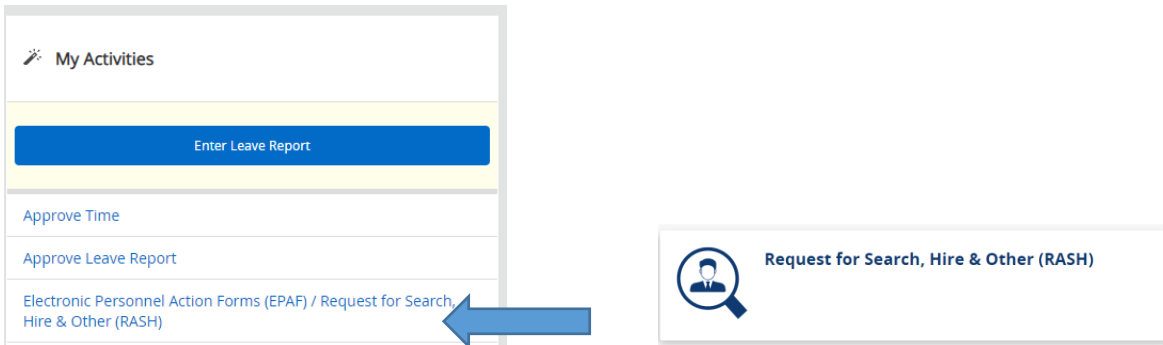 My Activities
Enter Leave Report
Approve Time
Approve Leave Report
Electronic Personnel Action Forms (EPAF) / Request for Search,
Hire & Other (RASH)
Request for Search, Hire & Other (RASH)